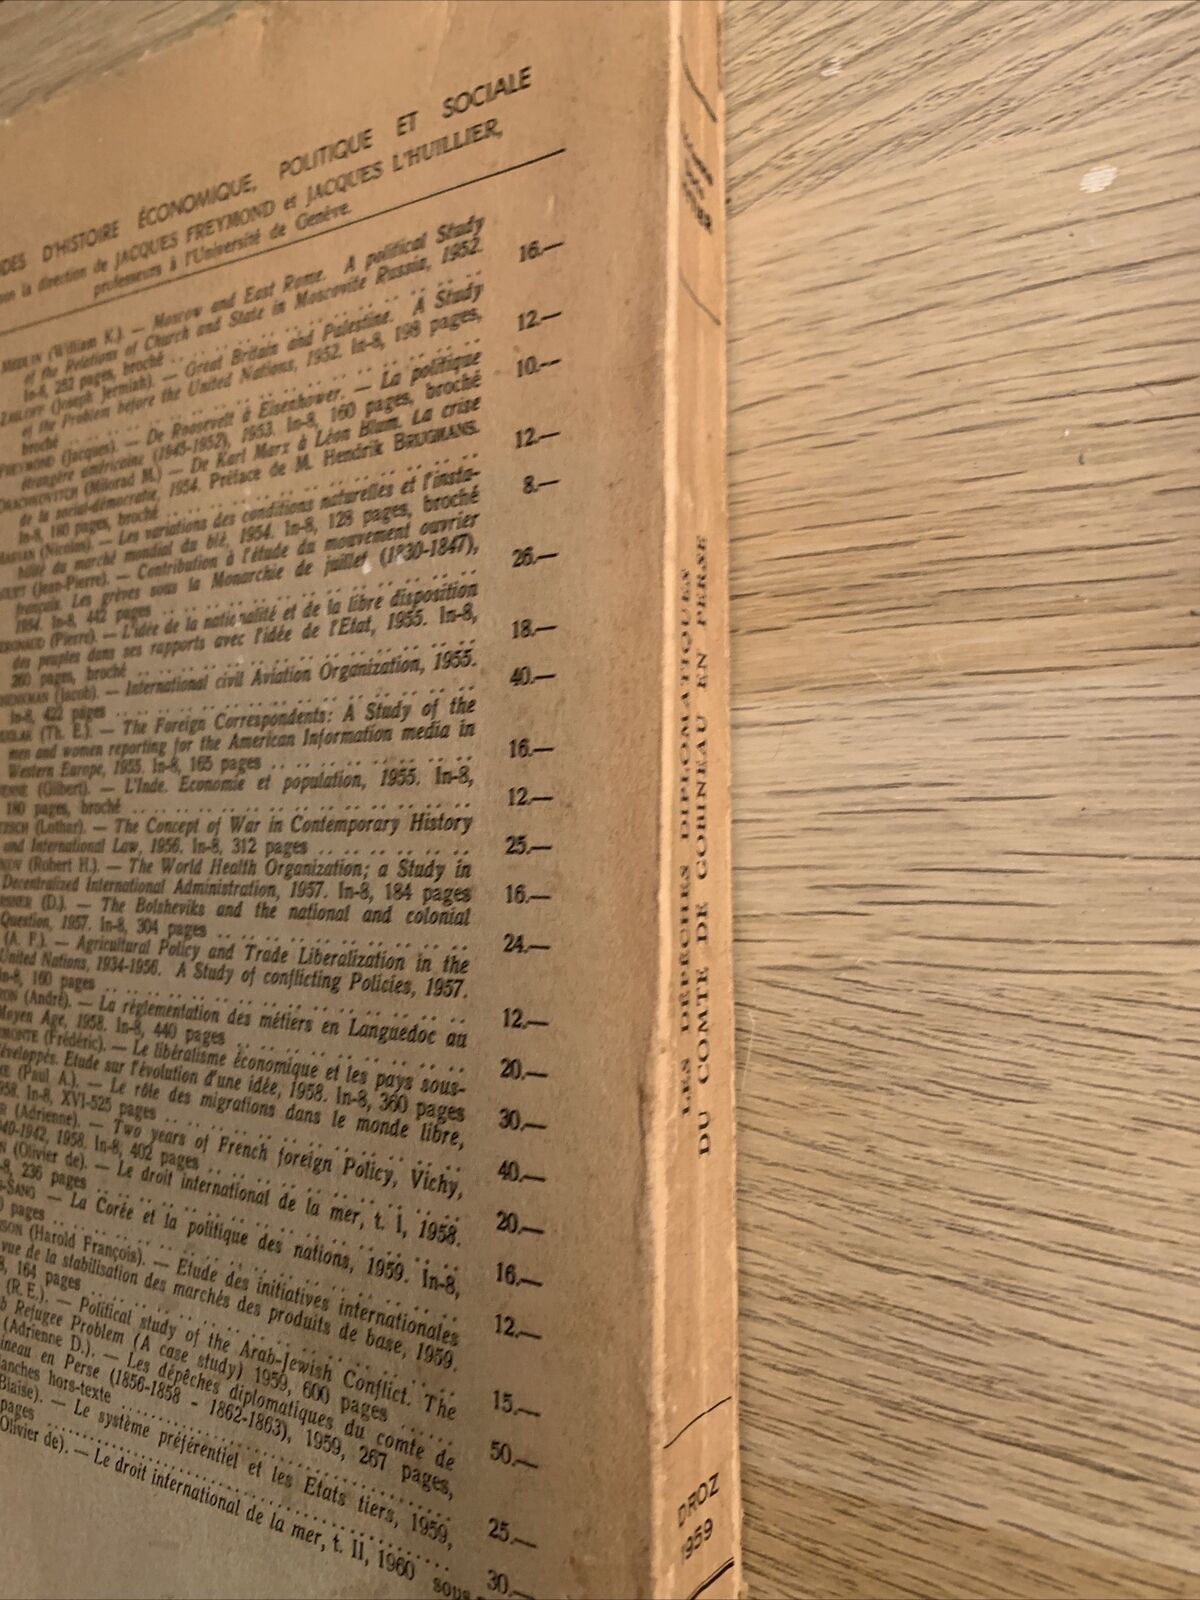 DES D'HISTOIRE ÉCONOMIQUE, POLITIQUE ET SOCIALE
la direction de JACQUES FREYMOND et JACQUES L'HUILLIER,
professeurs à l'Université de Genève.
(William K.). — Moscow and East Rome. A political Study
of the Relations of Church and State in Moscovite Russia, 1952.
In-8, 282 pages, broché .. 16.—
(Joseph Jermiah). — Great Britain and Palestine. A Study
of the Problem before the United Nations, 1952. In-8, 198 pages,
broché .. 12.—
FREYMOND (Jacques). — De Roosevelt à Eisenhower. — La politique
étrangère américaine (1945-1952), 1953. In-8, 160 pages, broché 10.—
(Milorad M.) — De Karl Marx à Léon Blum. La crise
de la social-démocratie, 1954. Préface de M. Hendrik BRUGMANS.
In-8, 180 pages, broché .. 12.—
(Nicolas). — Les variations des conditions naturelles et l'insta-
bilité du marché mondial du blé, 1954. In-8, 128 pages, broché 8.—
(Jean-Pierre). — Contribution à l'étude du mouvement ouvrier
français. Les grèves sous la Monarchie de juillet (1830-1847),
1954. In-8, 442 pages .. 26.—
(Pierre). — L'idée de la nationalité et de la libre disposition
des peuples dans ses rapports avec l'idée de l'Etat, 1955. In-8,
260 pages, broché .. 18.—
(Jacob). — International civil Aviation Organization, 1955.
In-8, 422 pages .. 40.—
(Th. E.). — The Foreign Correspondents: A Study of the
men and women reporting for the American Information media in
Western Europe, 1955. In-8, 165 pages .. 16.—
(Gilbert). — L'Inde. Economie et population, 1955. In-8,
180 pages, broché .. 12.—
(Lothar). — The Concept of War in Contemporary History
and International Law, 1956. In-8, 312 pages .. 25.—
(Robert H.). — The World Health Organization; a Study in
Decentralized International Administration, 1957. In-8, 184 pages 16.—
(D.). — The Bolsheviks and the national and colonial
Question, 1957. In-8, 304 pages .. 24.—
(A. F.). — Agricultural Policy and Trade Liberalization in the
United Nations, 1934-1956. A Study of conflicting Policies, 1957.
In-8, 160 pages .. 12.—
(André). — La réglementation des métiers en Languedoc au
Moyen Age, 1958. In-8, 440 pages .. 20.—
(Frédéric). — Le libéralisme économique et les pays sous-
développés. Etude sur l'évolution d'une idée, 1958. In-8, 360 pages 30.—
(Paul A.). — Le rôle des migrations dans le monde libre,
958. In-8, XVI-525 pages .. 40.—
(Adrienne). — Two years of French foreign Policy, Vichy,
940-1942, 1958. In-8, 402 pages .. 20.—
(Olivier de). — Le droit international de la mer, t. I, 1958.
-8, 236 pages .. 16.—
-SANG — La Corée et la politique des nations, 1959. In-8,
pages .. 12.—
(Harold François). — Etude des initiatives internationales
vue de la stabilisation des marchés des produits de base, 1959.
8, 164 pages .. 15.—
(R.E.). — Political study of the Arab-Jewish Conflict. The
b Refugee Problem (A case study) 1959, 600 pages .. 50.—
(Adrienne D.). — Les dépêches diplomatiques du comte de
ineau en Perse (1856-1858 - 1862-1863), 1959, 267 pages,
lanches hors-texte .. 25.—
Blaise). — Le système préférentiel et les Etats tiers, 1959,
pages .. 30.—
Olivier de). — Le droit international de la mer, t. II, 1960 sous
LES DÉPÊCHES DIPLOMATIQUES
DU COMTE DE GOBINEAU EN PERSE
DROZ
1959